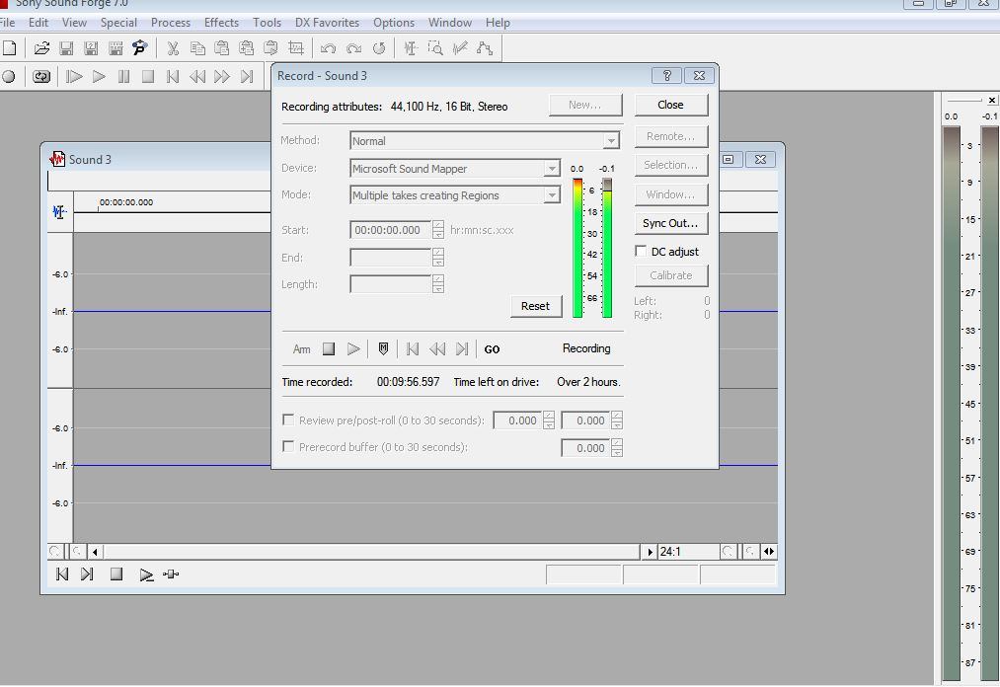 Sony Sound Forge 7.0
File Edit View Special Process Effects Tools DX Favorites Options Window Help
0.0 -0.1
3
9
15
21
27
33
39
45
51
57
63
69
75
81
87
Sound 3
00:00:00.000
-6.0
-Inf.
-6.0
-6.0
-Inf.
-6.0
24:1
Record - Sound 3
Recording attributes: 44,100 Hz, 16 Bit, Stereo New... Close
Method: Normal Remote...
Device: Microsoft Sound Mapper 0.0 -0.1 Selection...
Mode: Multiple takes creating Regions Window...
Start: 00:00:00.000 hr:mn:sc.xxx Sync Out...
End: DC adjust
Length: Calibrate
6
18
30
42
54
66
Left: 0
Right: 0
Reset
Arm M GO Recording
Time recorded: 00:09:56.597 Time left on drive: Over 2 hours.
Review pre/post-roll (0 to 30 seconds): 0.000 0.000
Prerecord buffer (0 to 30 seconds): 0.000